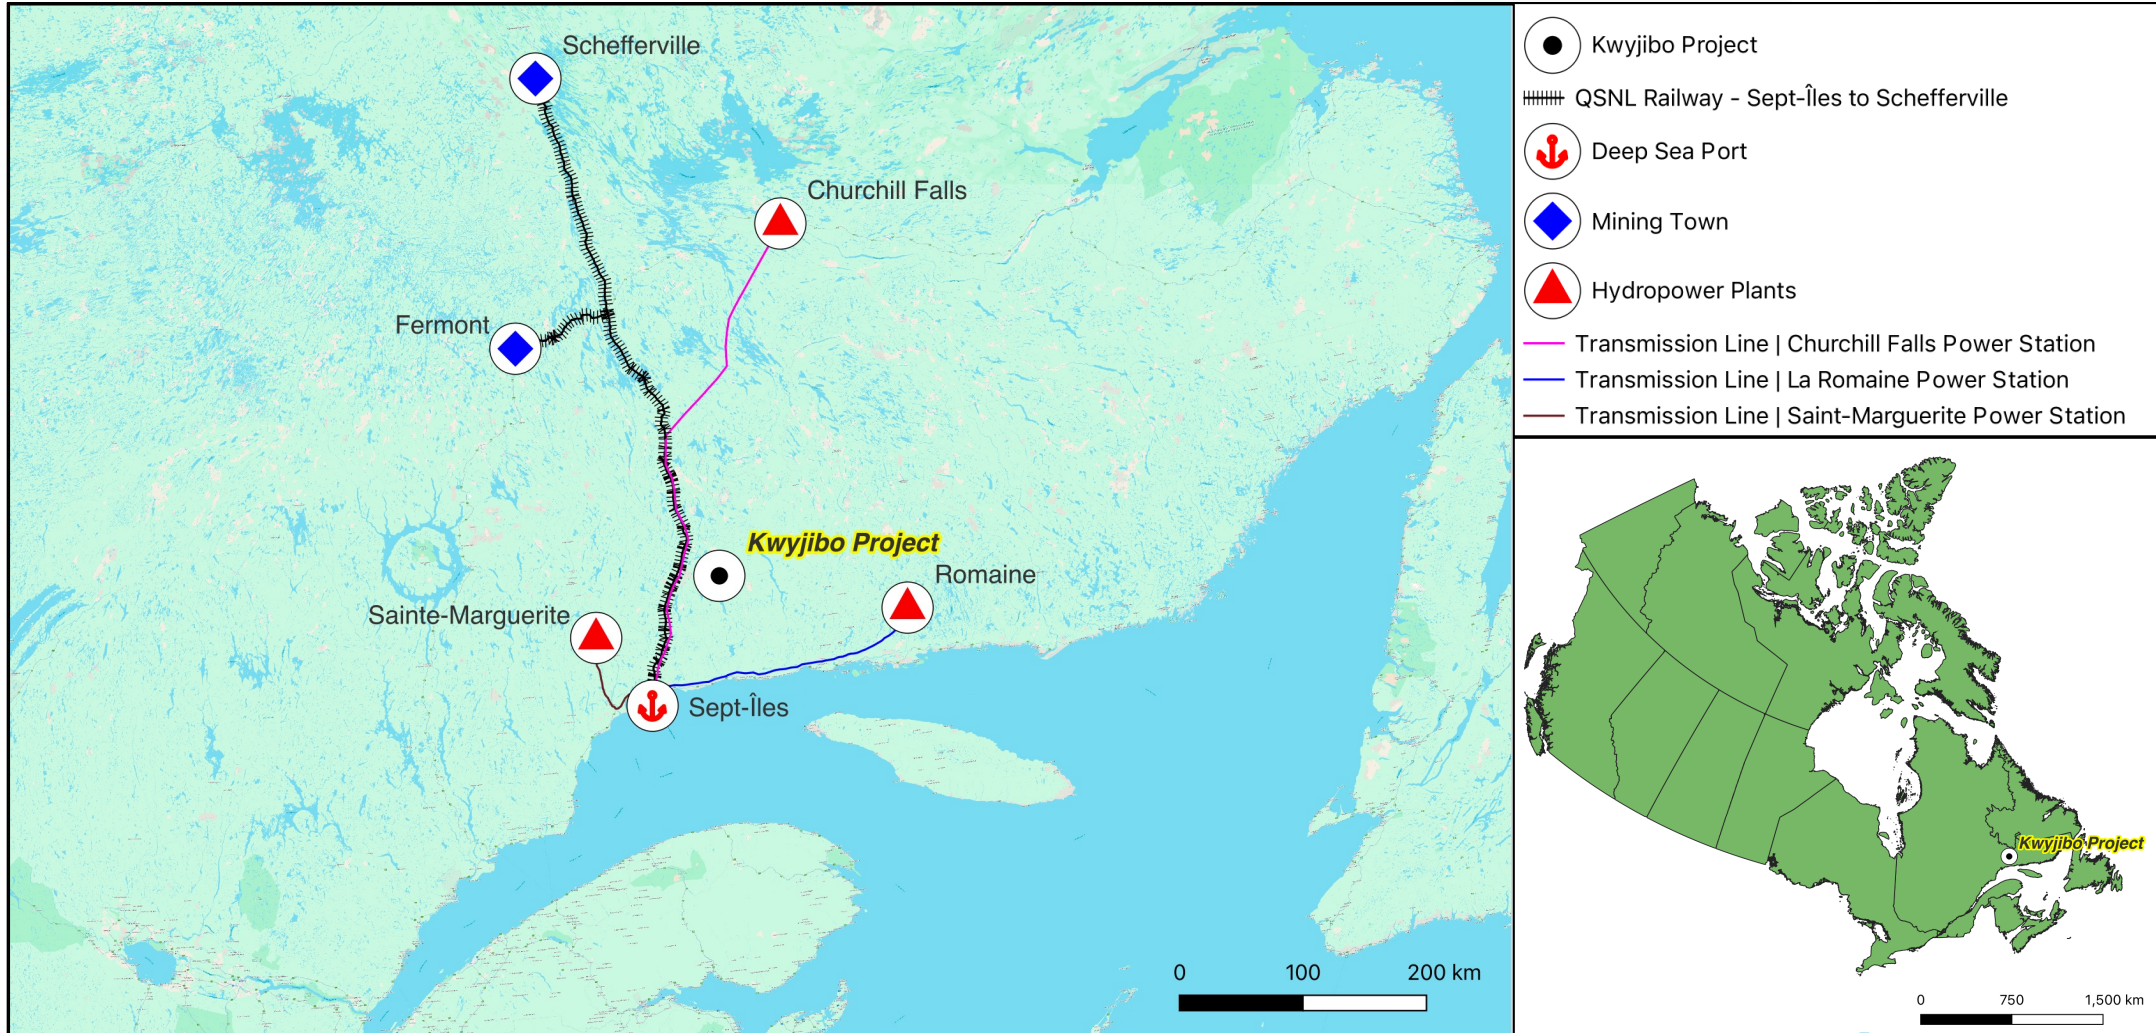 Schefferville
Churchill Falls
Fermont
Kwyjibo Project
Romaine
Sainte-Marguerite
Sept-Îles
0 100 200 km
Kwyjibo Project
QSNL Railway - Sept-Îles to Schefferville
Deep Sea Port
Mining Town
Hydropower Plants
Transmission Line | Churchill Falls Power Station
Transmission Line | La Romaine Power Station
Transmission Line | Saint-Marguerite Power Station
Kwyjibo Project
0 750 1,500 km